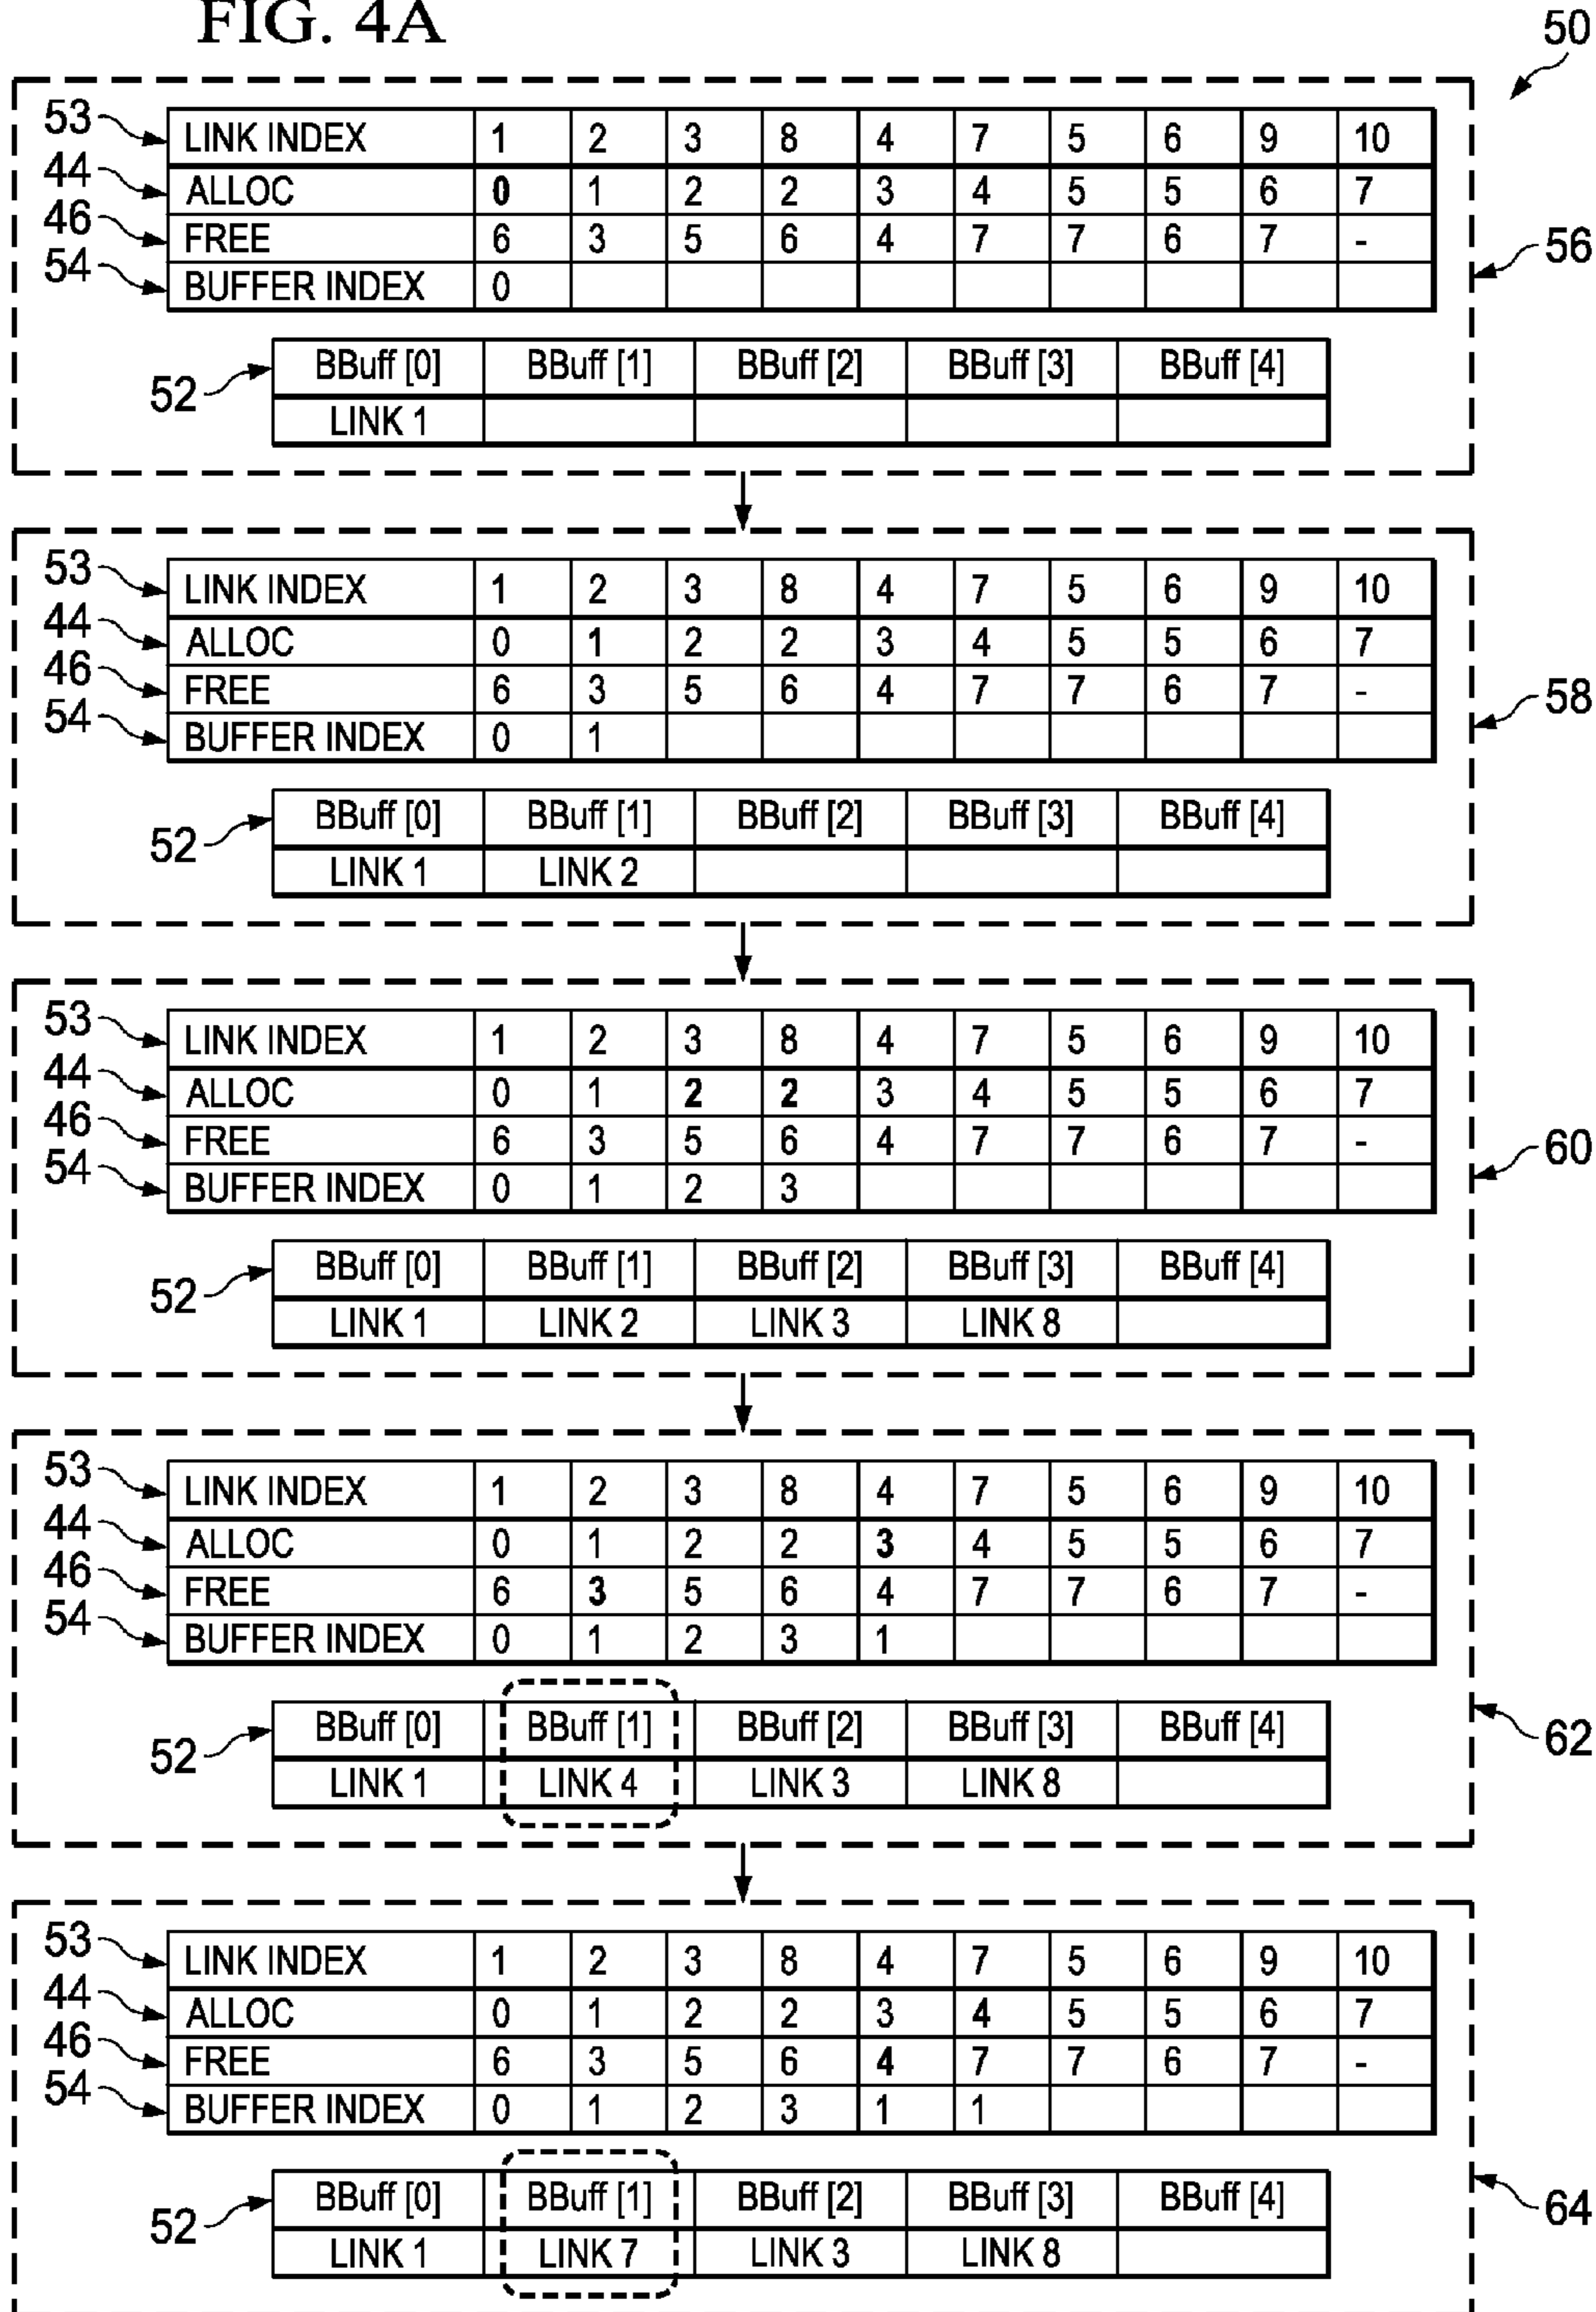 FIG. 4A
50
53 LINK INDEX 1 2 3 8 4 7 5 6 9 10
44 ALLOC 0 1 2 2 3 4 5 5 6 7
46 FREE 6 3 5 6 4 7 7 6 7 -
54 BUFFER INDEX 0
56
52 BBuff [0] BBuff [1] BBuff [2] BBuff [3] BBuff [4]
LINK 1
53 LINK INDEX 1 2 3 8 4 7 5 6 9 10
44 ALLOC 0 1 2 2 3 4 5 5 6 7
46 FREE 6 3 5 6 4 7 7 6 7 -
54 BUFFER INDEX 0 1
58
52 BBuff [0] BBuff [1] BBuff [2] BBuff [3] BBuff [4]
LINK 1 LINK 2
53 LINK INDEX 1 2 3 8 4 7 5 6 9 10
44 ALLOC 0 1 2 2 3 4 5 5 6 7
46 FREE 6 3 5 6 4 7 7 6 7 -
54 BUFFER INDEX 0 1 2 3
60
52 BBuff [0] BBuff [1] BBuff [2] BBuff [3] BBuff [4]
LINK 1 LINK 2 LINK 3 LINK 8
53 LINK INDEX 1 2 3 8 4 7 5 6 9 10
44 ALLOC 0 1 2 2 3 4 5 5 6 7
46 FREE 6 3 5 6 4 7 7 6 7 -
54 BUFFER INDEX 0 1 2 3 1
62
52 BBuff [0] BBuff [1] BBuff [2] BBuff [3] BBuff [4]
LINK 1 LINK 4 LINK 3 LINK 8
53 LINK INDEX 1 2 3 8 4 7 5 6 9 10
44 ALLOC 0 1 2 2 3 4 5 5 6 7
46 FREE 6 3 5 6 4 7 7 6 7 -
54 BUFFER INDEX 0 1 2 3 1 1
64
52 BBuff [0] BBuff [1] BBuff [2] BBuff [3] BBuff [4]
LINK 1 LINK 7 LINK 3 LINK 8